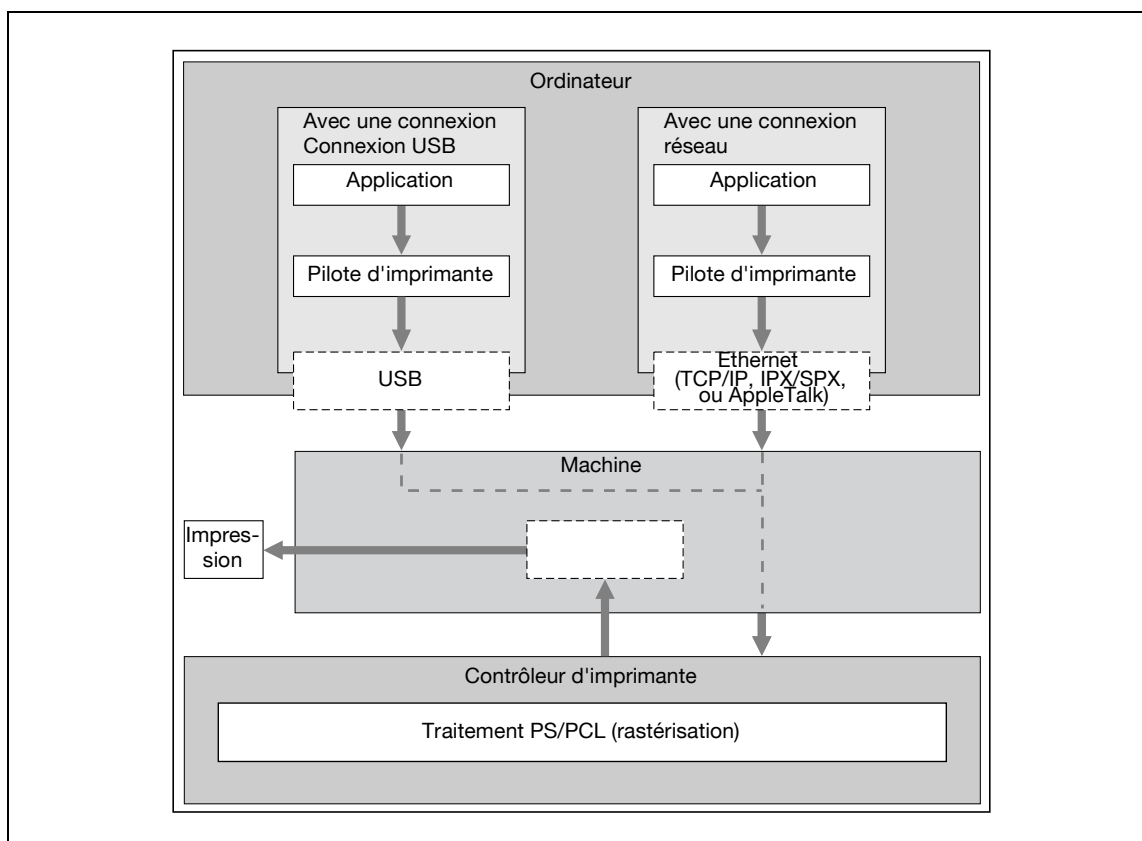 Ordinateur
Avec une connexion
Connexion USB
Application
Pilote d'imprimante
USB
Avec une connexion
réseau
Application
Pilote d'imprimante
Ethernet
(TCP/IP, IPX/SPX,
ou AppleTalk)
Machine
Impres-
sion
Contrôleur d'imprimante
Traitement PS/PCL (rastérisation)